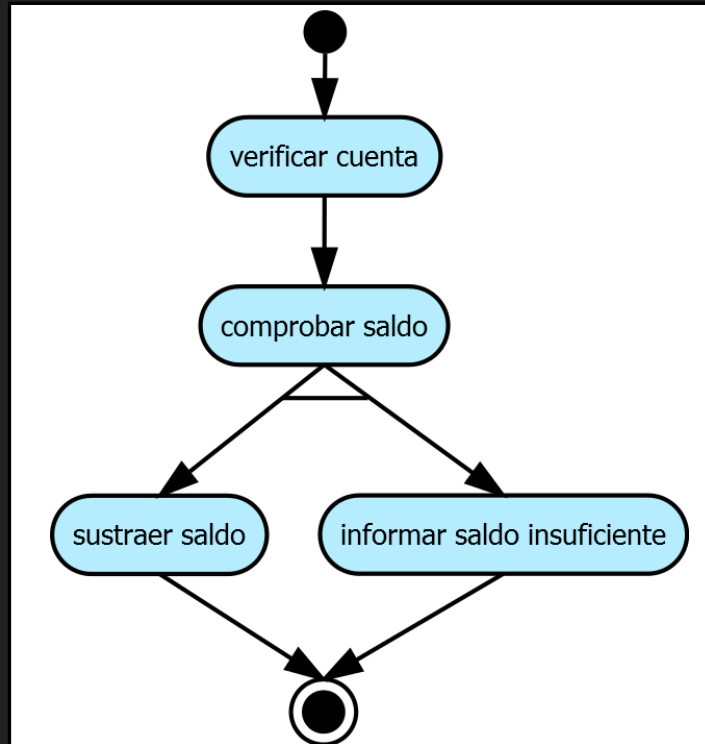 verificar cuenta
comprobar saldo
sustraer saldo
informar saldo insuficiente